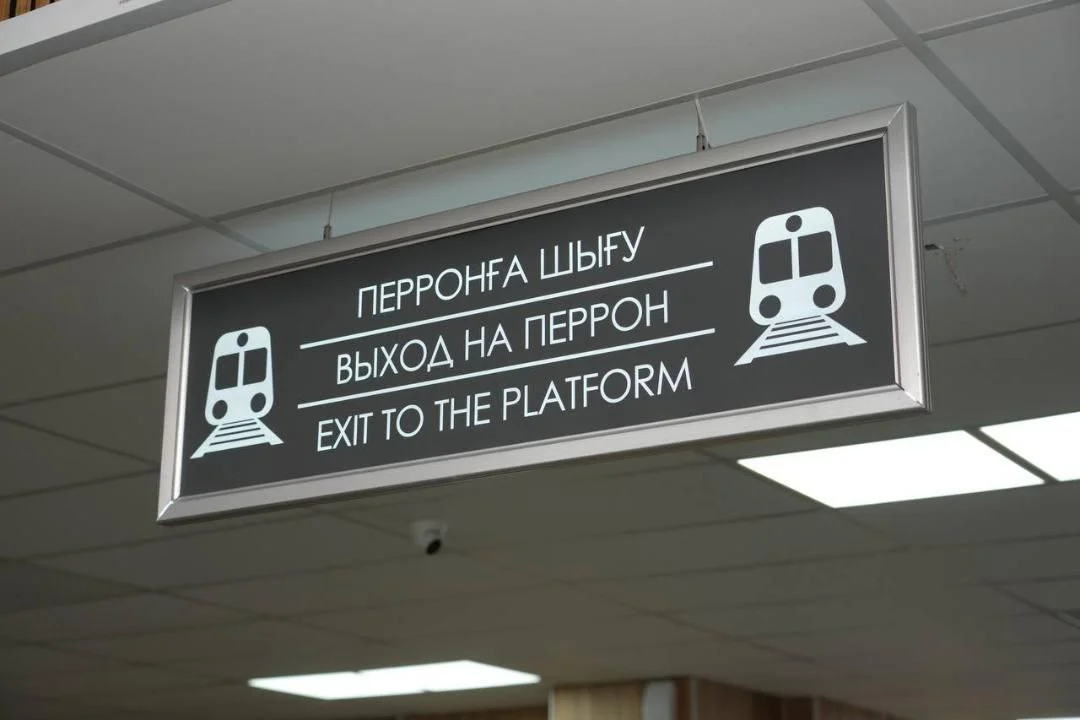 ПЕРРОНҒА ШЫҒУ
ВЫХОД НА ПЕРРОН
EXIT TO THE PLATFORM